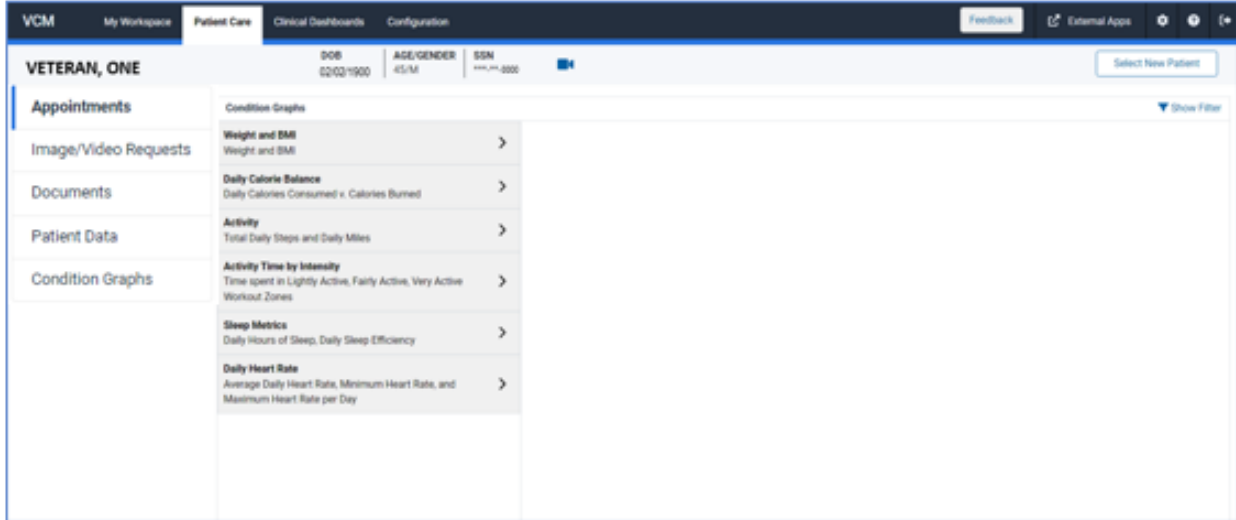 VCM My Workspace Patient Care Clinical Dashboards Configuration Feedback External Apps
VETERAN, ONE
DOB
02/02/1900
AGE/GENDER
45/M
SSN
***-**-0000
Select New Patient
Appointments
Image/Video Requests
Documents
Patient Data
Condition Graphs
Condition Graphs
Show Filter
Weight and BMI
Weight and BMI
Daily Calorie Balance
Daily Calories Consumed v. Calories Burned
Activity
Total Daily Steps and Daily Miles
Activity Time by Intensity
Time spent in Lightly Active, Fairly Active, Very Active
Workout Zones
Sleep Metrics
Daily Hours of Sleep, Daily Sleep Efficiency
Daily Heart Rate
Average Daily Heart Rate, Minimum Heart Rate, and
Maximum Heart Rate per Day